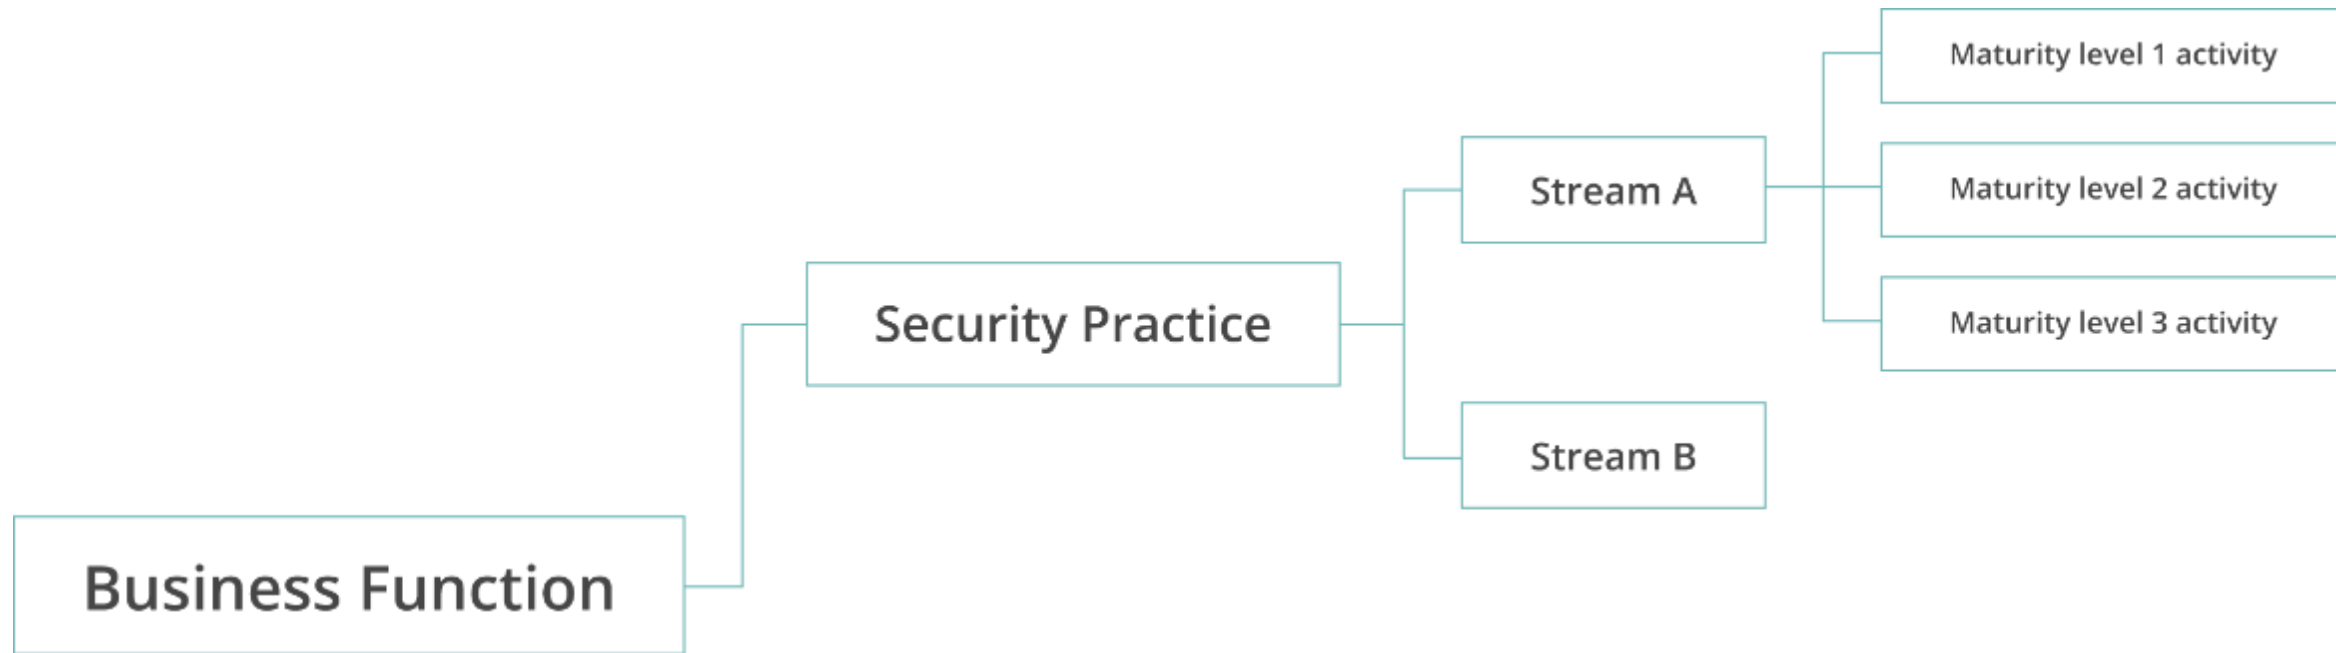 Maturity level 1 activity
Maturity level 2 activity
Stream A
Maturity level 3 activity
Security Practice
Stream B
Business Function